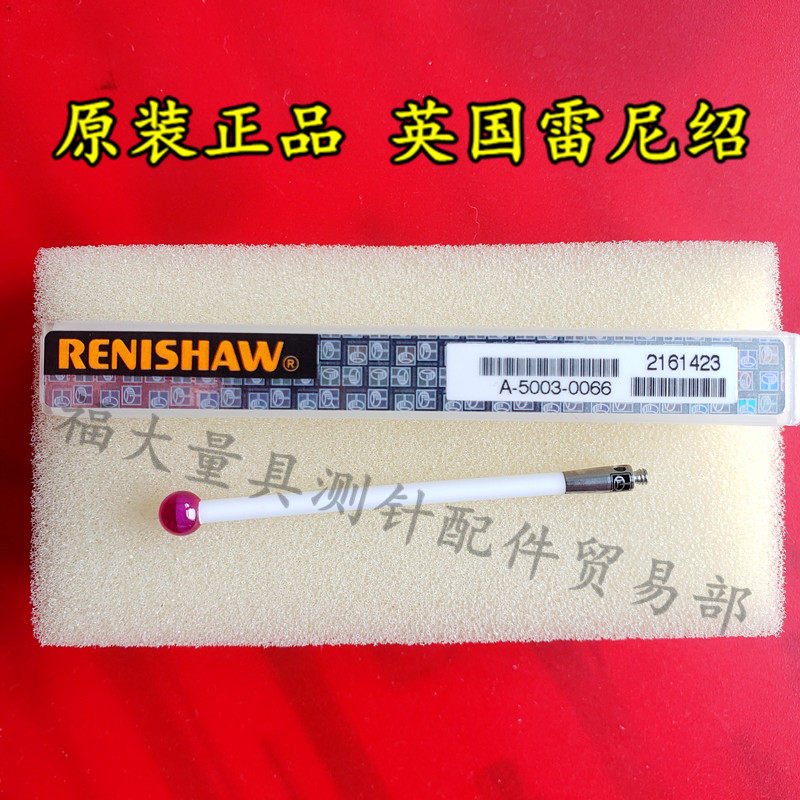 原装正品 英国雷尼绍
RENISHAW®
2161423
A-5003-0066
福大量具测针配件贸易部